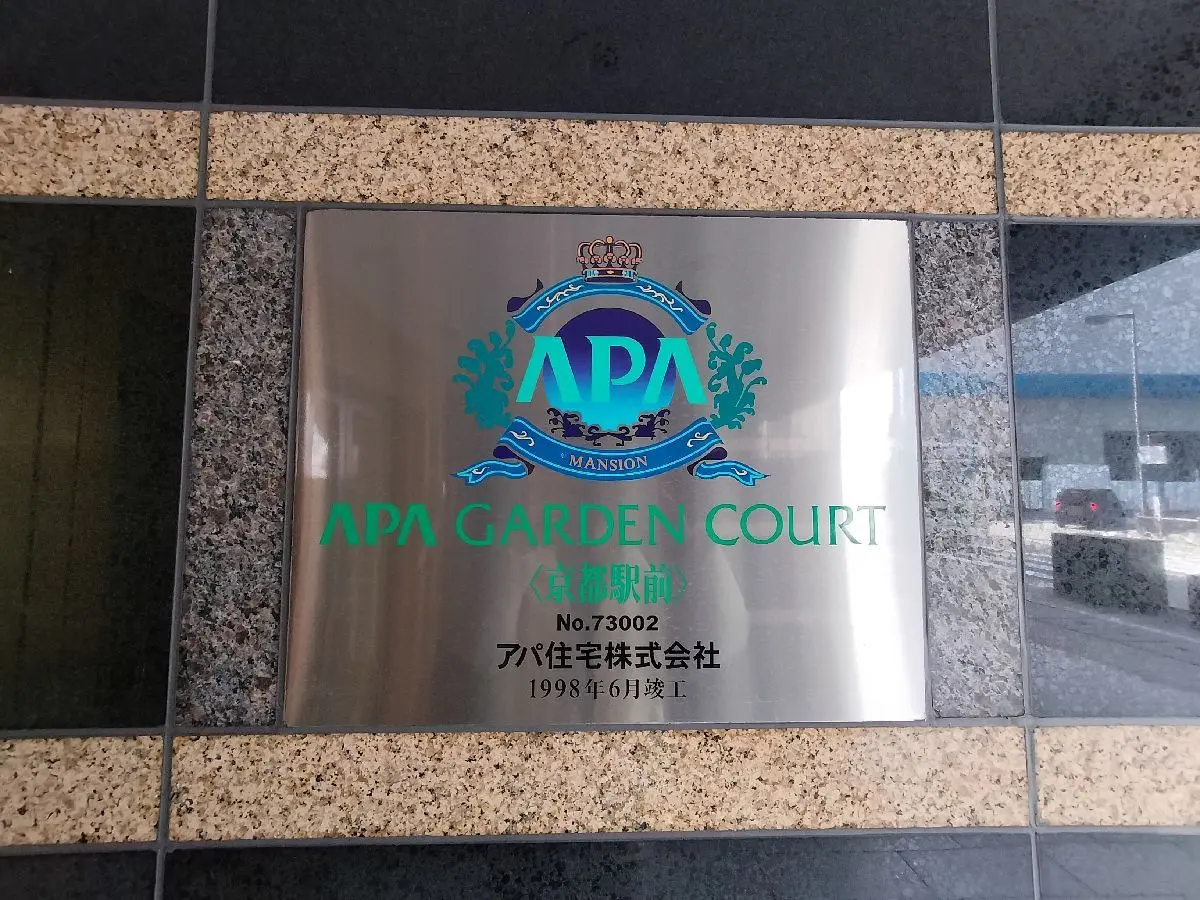 APA
MANSION
APA GARDEN COURT
〈京都駅前〉
No.73002
アパ住宅株式会社
1998年6月竣工